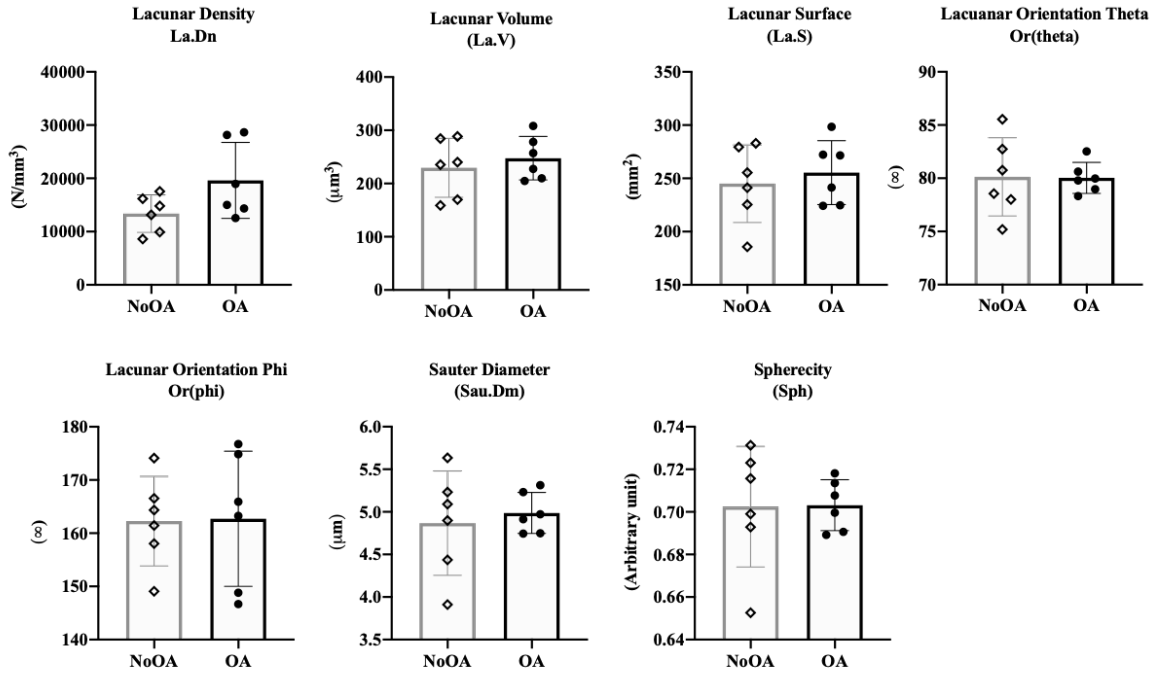 Lacunar Density
La.Dn
(N/mm³)
40000
30000
20000
10000
0
NoOA OA
Lacunar Volume
(La.V)
(μm³)
400
300
200
100
0
NoOA OA
Lacunar Surface
(La.S)
(mm²)
350
300
250
200
150
NoOA OA
Lacuanar Orientation Theta
Or(theta)
(∞)
90
85
80
75
70
NoOA OA
Lacunar Orientation Phi
Or(phi)
(∞)
180
170
160
150
140
NoOA OA
Sauter Diameter
(Sau.Dm)
(μm)
6.0
5.5
5.0
4.5
4.0
3.5
NoOA OA
Spherecity
(Sph)
(Arbitrary unit)
0.74
0.72
0.70
0.68
0.66
0.64
NoOA OA